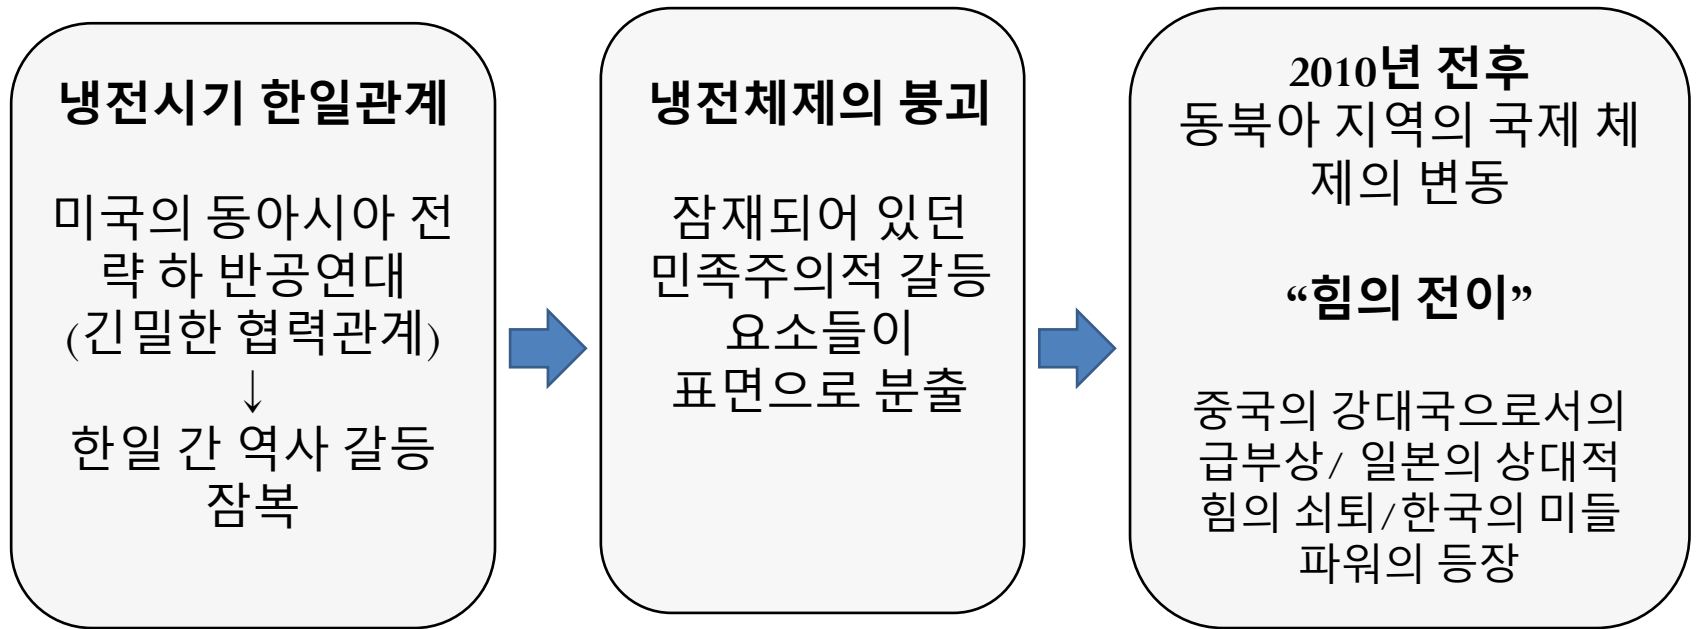 냉전시기 한일관계
미국의 동아시아 전
략 하 반공연대
(긴밀한 협력관계)
↓
한일 간 역사 갈등
잠복
냉전체제의 붕괴
잠재되어 있던
민족주의적 갈등
요소들이
표면으로 분출
2010년 전후
동북아 지역의 국제 체
제의 변동
“힘의 전이”
중국의 강대국으로서의
급부상/ 일본의 상대적
힘의 쇠퇴/한국의 미들
파워의 등장